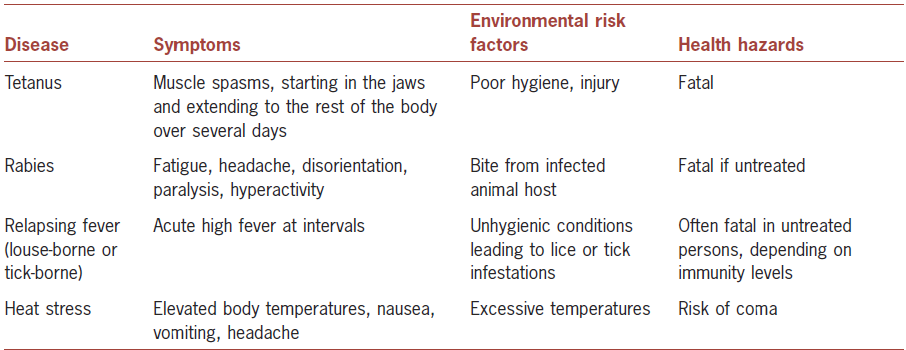 Disease Symptoms Environmental risk factors Health hazards
Tetanus Muscle spasms, starting in the jaws and extending to the rest of the body over several days Poor hygiene, injury Fatal
Rabies Fatigue, headache, disorientation, paralysis, hyperactivity Bite from infected animal host Fatal if untreated
Relapsing fever (louse-borne or tick-borne) Acute high fever at intervals Unhygienic conditions leading to lice or tick infestations Often fatal in untreated persons, depending on immunity levels
Heat stress Elevated body temperatures, nausea, vomiting, headache Excessive temperatures Risk of coma